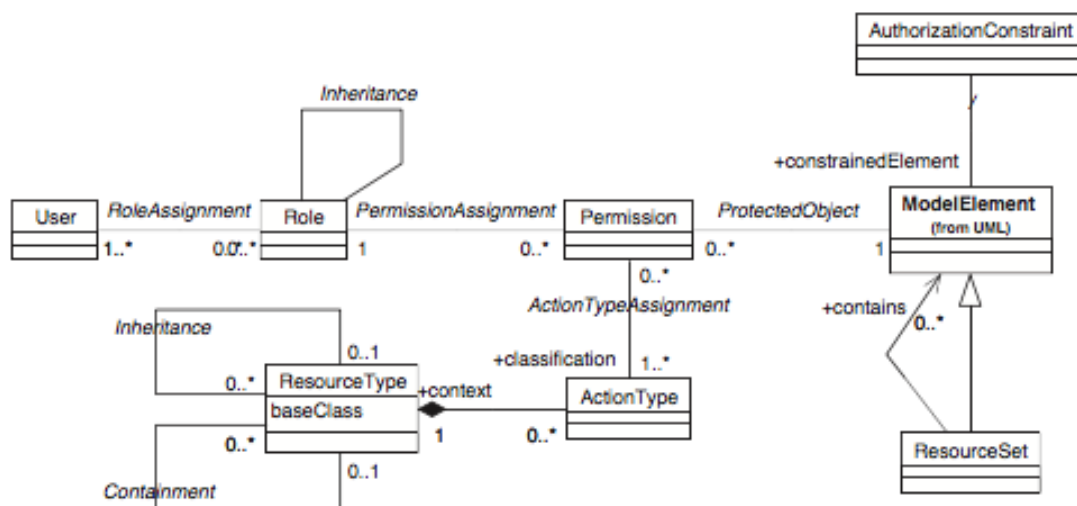 AuthorizationConstraint
Inheritance
+constrainedElement
User
RoleAssignment
Role
PermissionAssignment
Permission
ProtectedObject
ModelElement
(from UML)
1..*
0..*
1
0..*
0..*
1
0..*
ActionTypeAssignment
+contains
0..*
Inheritance
0..1
+classification
1..*
0..*
ResourceType
+context
ActionType
baseClass
0..*
1
0..*
ResourceSet
0..1
Containment